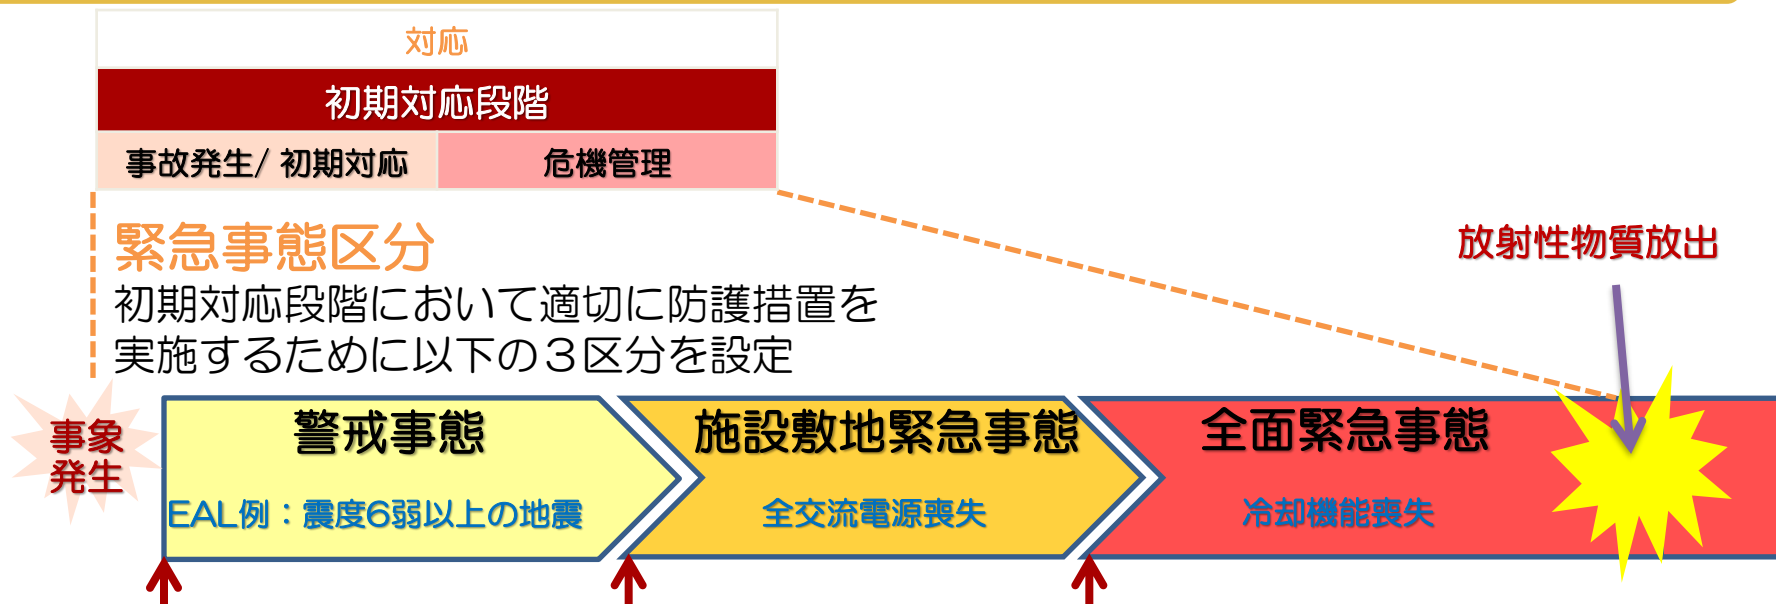 対応
初期対応段階
事故発生/ 初期対応
危機管理
緊急事態区分
初期対応段階において適切に防護措置を
実施するために以下の３区分を設定
放射性物質放出
事象
発生
警戒事態
EAL例：震度6弱以上の地震
施設敷地緊急事態
全交流電源喪失
全面緊急事態
冷却機能喪失